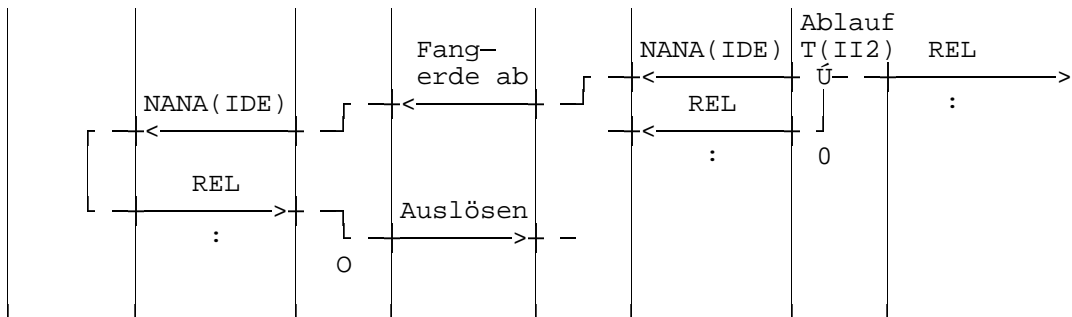 Ablauf
Fang- NANA(IDE) T(II2) REL
erde ab Ú
NANA(IDE) REL :
: 0
REL
Auslösen
:
O